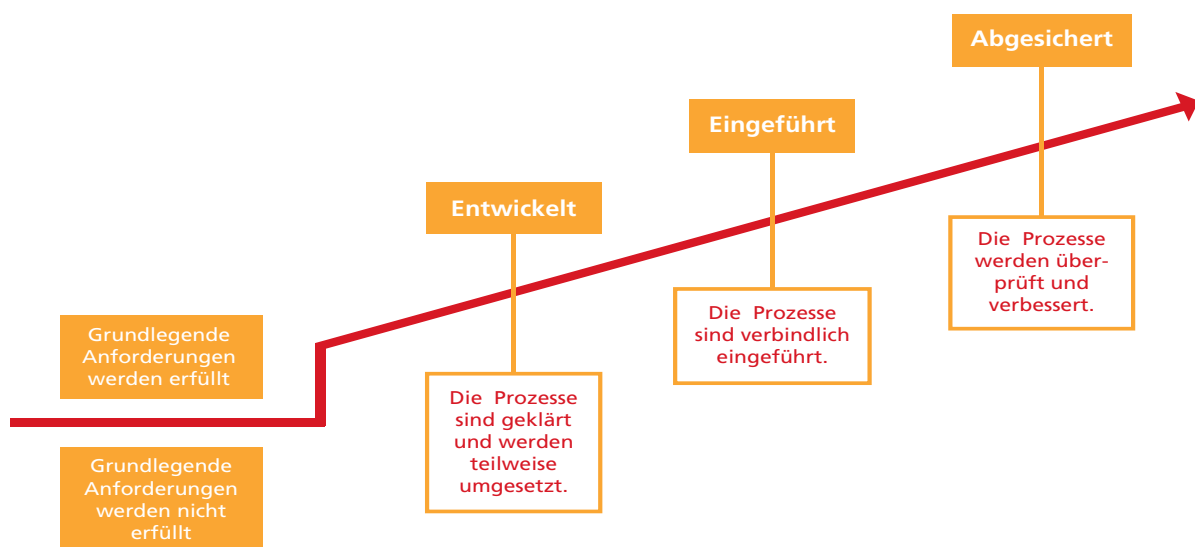 Abgesichert
Eingeführt
Entwickelt
Die Prozesse
werden über-
prüft und
verbessert.
Die Prozesse
sind verbindlich
eingeführt.
Grundlegende
Anforderungen
werden erfüllt
Die Prozesse
sind geklärt
und werden
teilweise
umgesetzt.
Grundlegende
Anforderungen
werden nicht
erfüllt